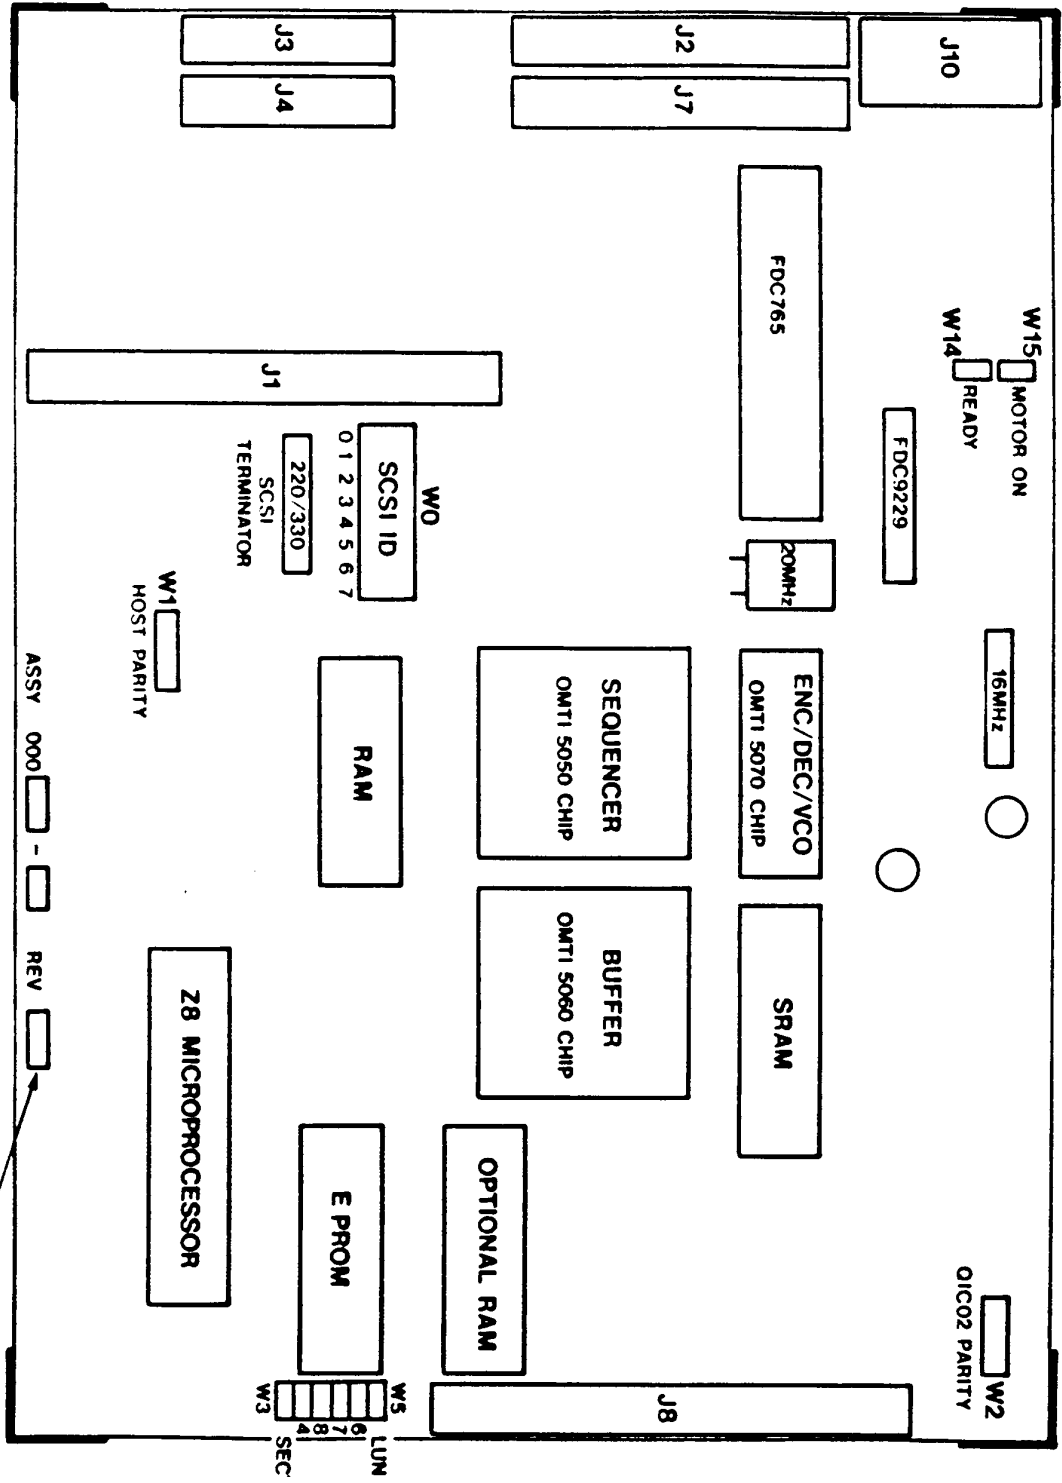 J3
J4
J2
J7
J10
FDC765
W15
MOTOR ON
W14
READY
FDC9229
J1
W0
SCSI ID
0 1 2 3 4 5 6 7
220/330
SCSI
TERMINATOR
20MHz
16MHz
W1
HOST PARITY
ENC/DEC/VCO
OMTI 5070 CHIP
SEQUENCER
OMTI 5050 CHIP
RAM
ASSY 000 - REV
BUFFER
OMTI 5060 CHIP
SRAM
Z8 MICROPROCESSOR
E PROM
OPTIONAL RAM
QIC02 PARITY
W2
J8
W5
W3
LUN
6
7
8
4
SEC